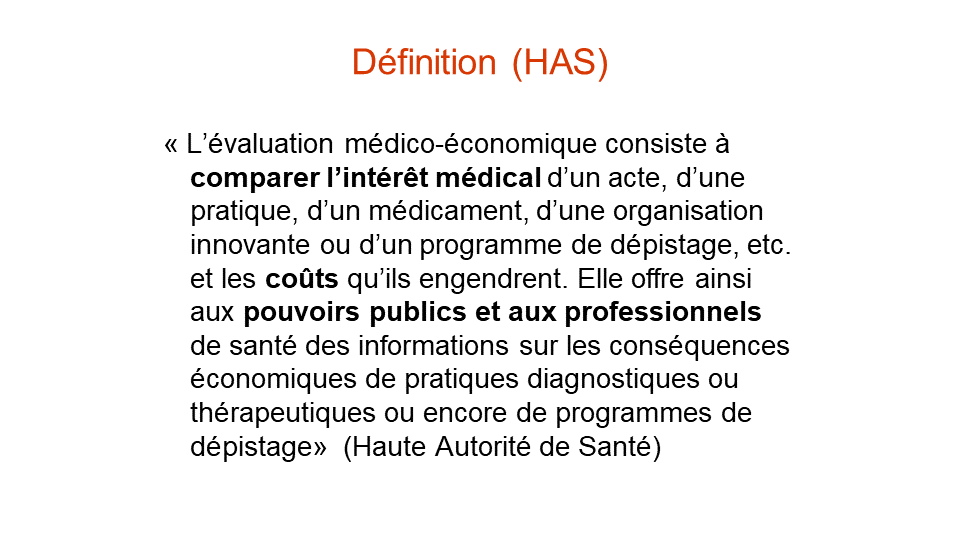 Définition (HAS)
« L’évaluation médico-économique consiste à
comparer l’intérêt médical d’un acte, d’une
pratique, d’un médicament, d’une organisation
innovante ou d’un programme de dépistage, etc.
et les coûts qu’ils engendrent. Elle offre ainsi
aux pouvoirs publics et aux professionnels
de santé des informations sur les conséquences
économiques de pratiques diagnostiques ou
thérapeutiques ou encore de programmes de
dépistage»  (Haute Autorité de Santé)